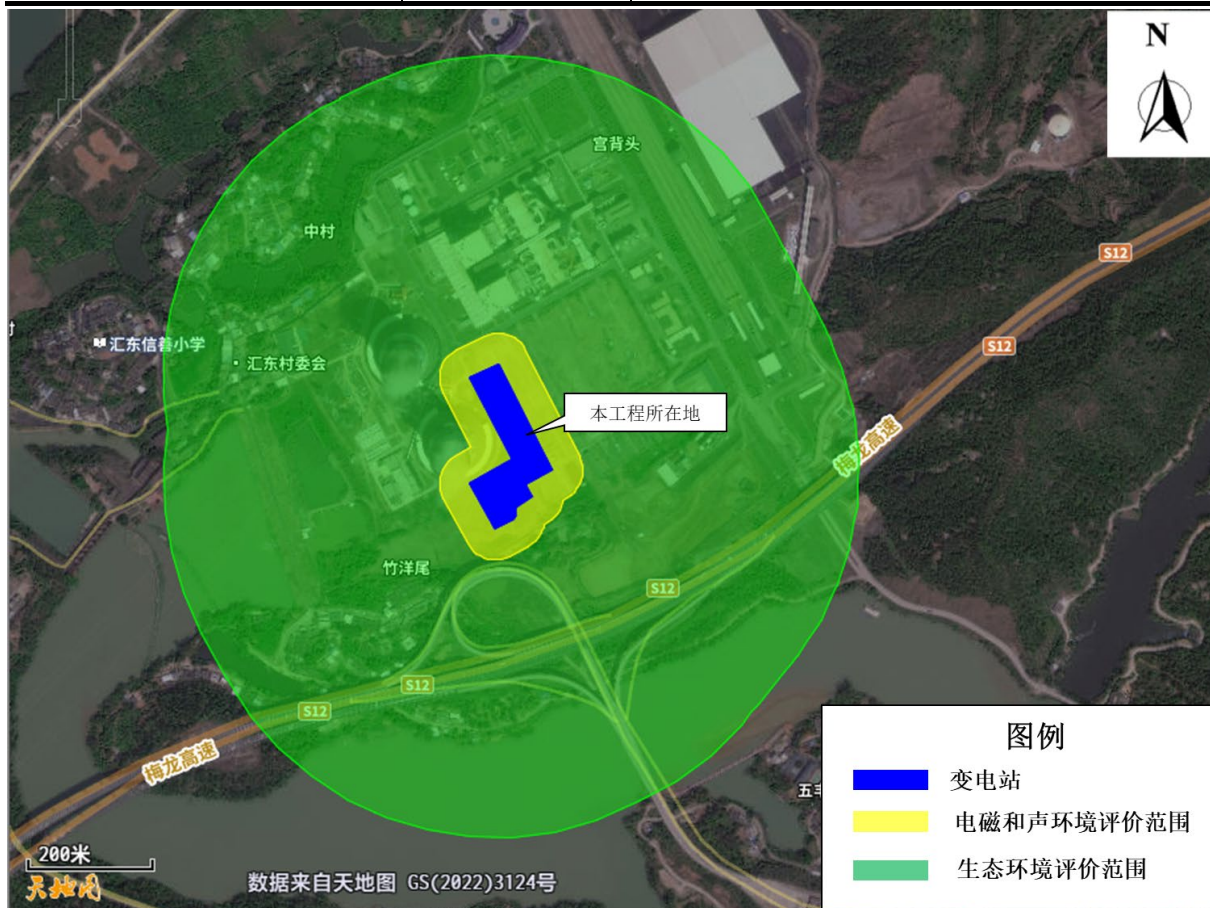 N
宫背头
中村
S12
S12
汇东信善小学
汇东村委会
本工程所在地
梅龙高速
竹洋尾
S12
S12
S12
梅龙高速
图例
变电站
电磁和声环境评价范围
生态环境评价范围
200米
天地图
数据来自天地图 GS(2022)3124号